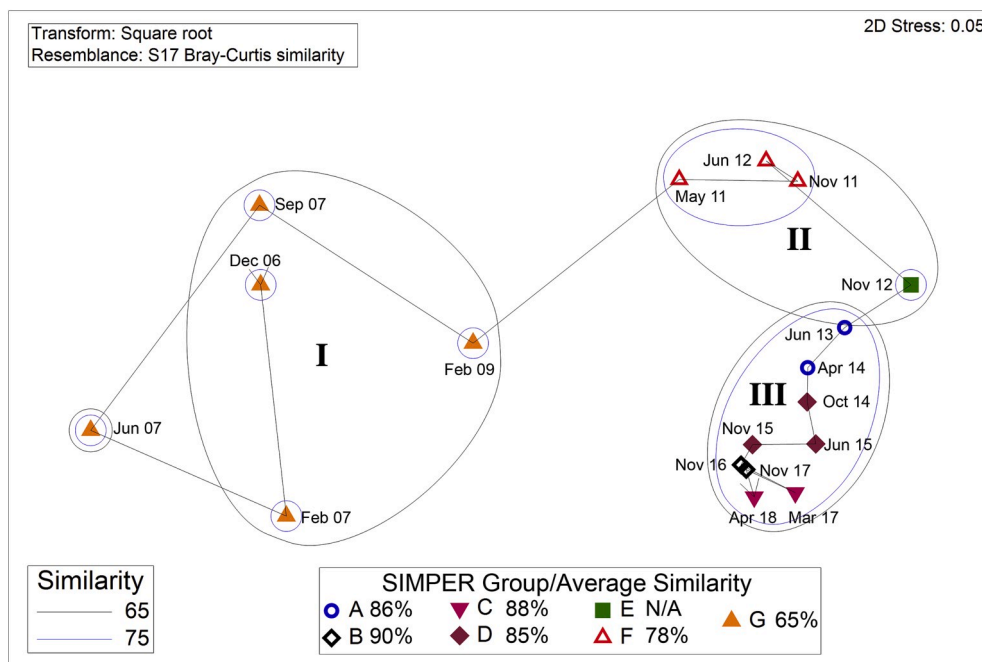 Transform: Square root
Resemblance: S17 Bray-Curtis similarity
2D Stress: 0.05
Jun 12
Nov 11
May 11
Sep 07
II
Dec 06
Nov 12
Jun 13
I
Feb 09
Apr 14
III
Oct 14
Jun 07
Nov 15
Jun 15
Nov 16
Nov 17
Feb 07
Apr 18
Mar 17
Similarity
65
75
SIMPER Group/Average Similarity
A 86%
C 88%
E N/A
G 65%
B 90%
D 85%
F 78%